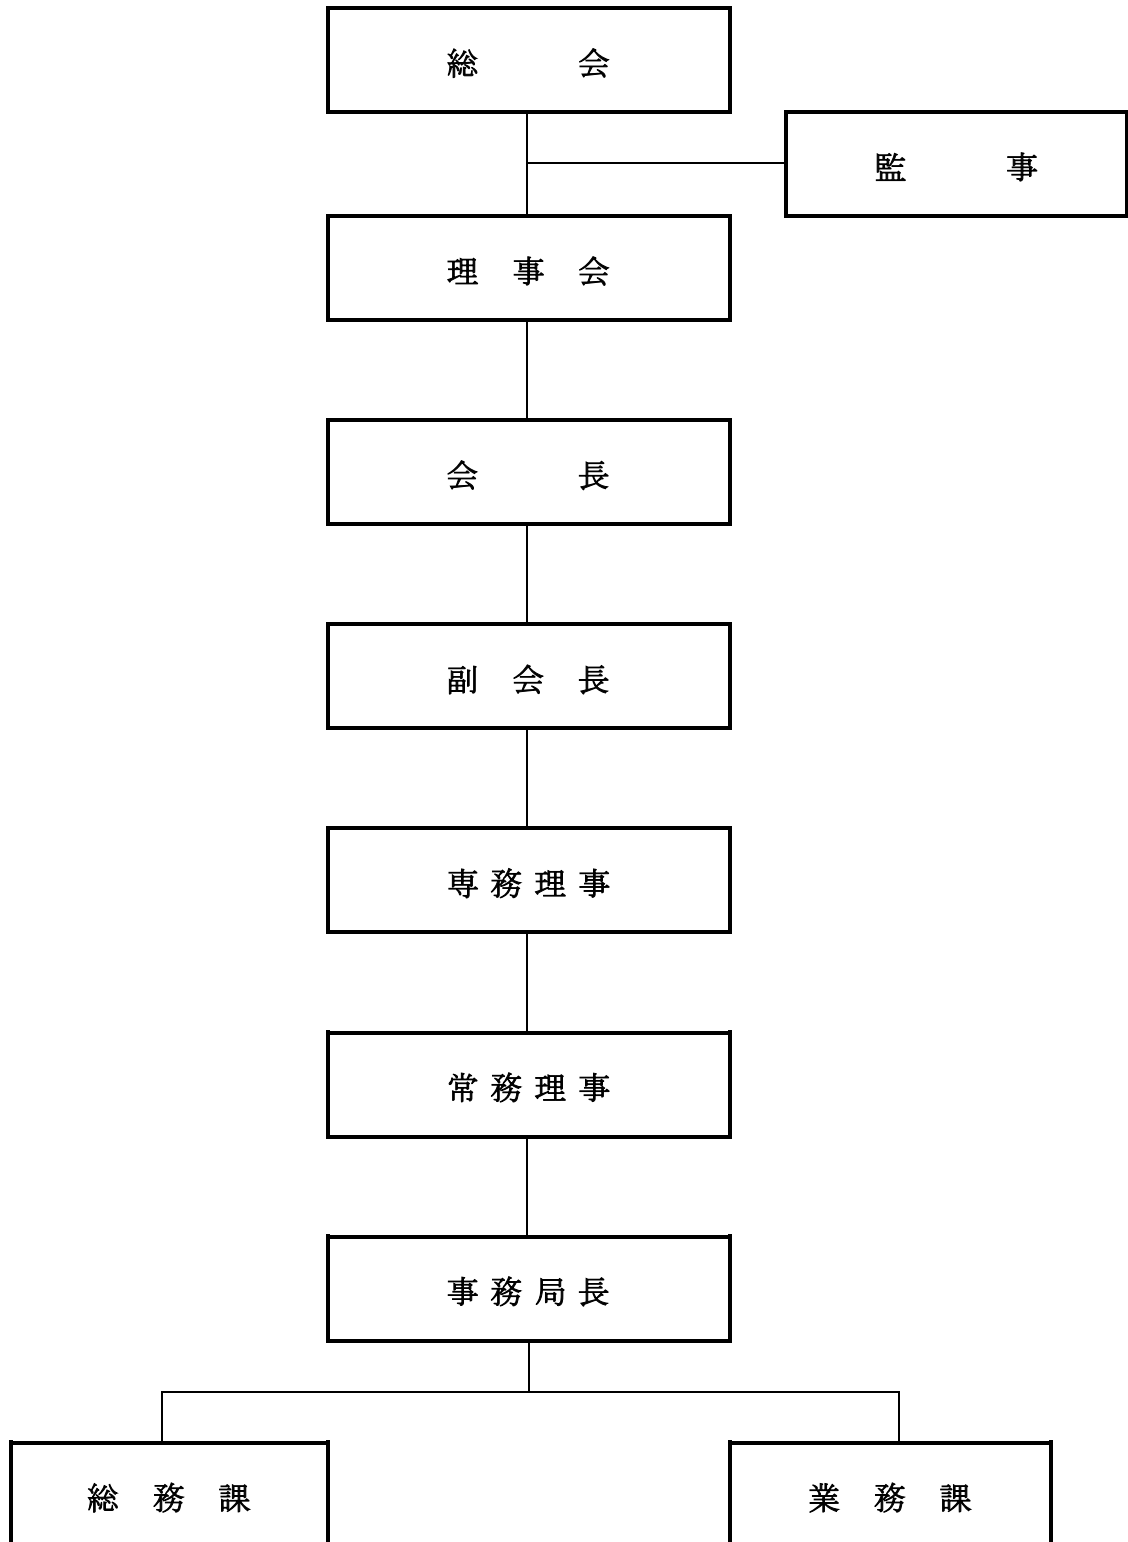 総　会
監　事
理　事　会
会　長
副　会　長
専務理事
常務理事
事務局長
総　務　課
業　務　課